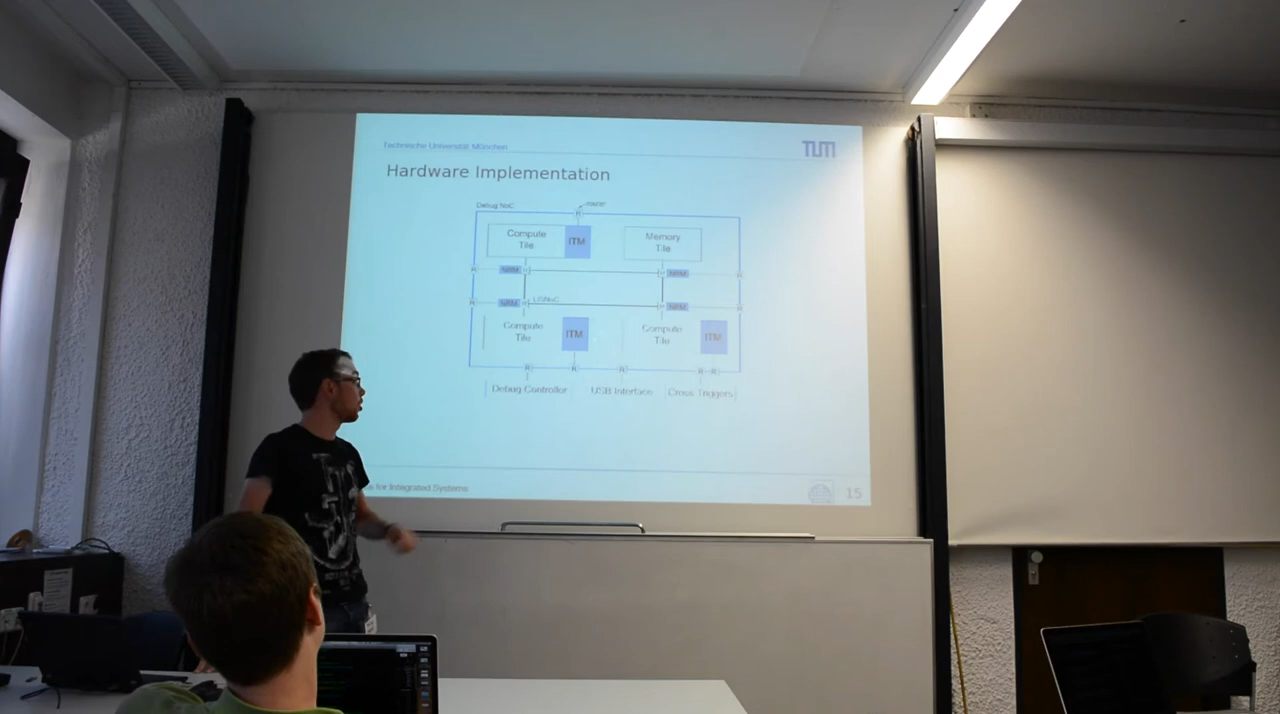 Technische Universität München
TUM
Hardware Implementation
Debug NoC
router
R
Compute
Tile
ITM
Memory
Tile
R
NRM
R
R
NRM
R
R
NRM
R
LISNoC
R
NRM
R
Compute
Tile
ITM
Compute
Tile
ITM
R
R
R
R
R
Debug Controller
USB Interface
Cross Triggers
for Integrated Systems
15